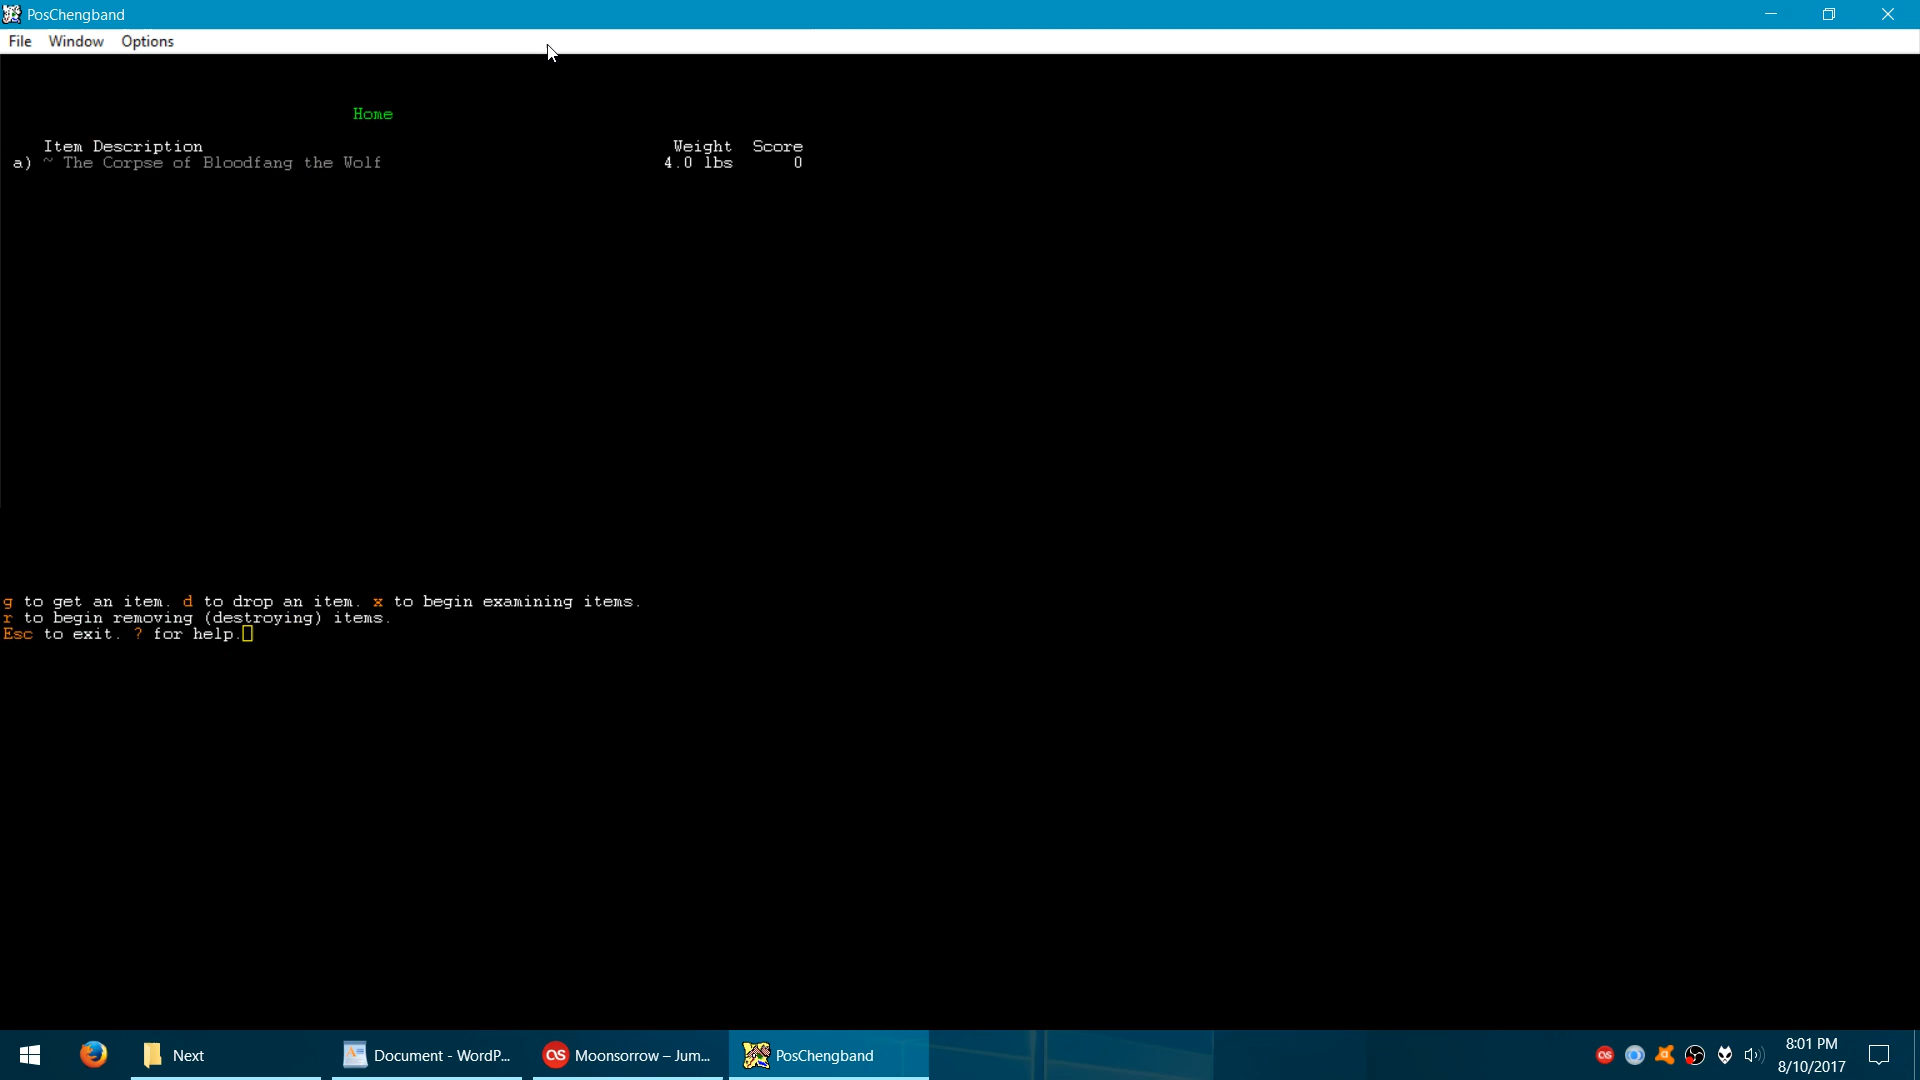 PosChengband
File Window Options
Home
Item Description Weight Score
a) ~ The Corpse of Bloodfang the Wolf 4.0 lbs 0
g to get an item. d to drop an item. x to begin examining items.
r to begin removing (destroying) items.
Esc to exit. ? for help.
Next
Document - WordP...
Moonsorrow – Jum...
PosChengband
8:01 PM
8/10/2017